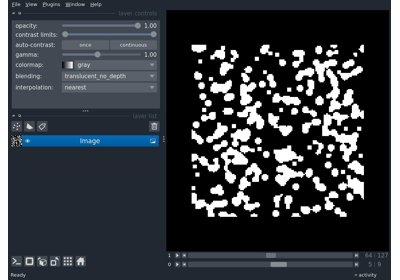 File View Plugins Window Help
layer controls
opacity: 1.00
contrast limits:
auto-contrast: once continuous
gamma: 1.00
colormap: gray
blending: translucent_no_depth
interpolation: nearest
layer list
Image
1 64 127
0 5 9
Ready activity